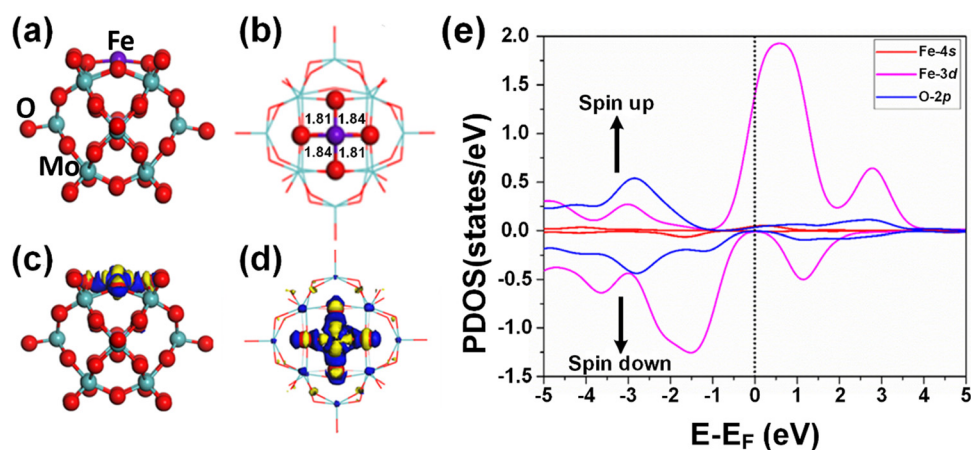 (a)
Fe
O
Mo
(b)
1.81 1.84
1.84 1.81
(c)
(d)
(e)
PDOS(states/eV)
2.0
1.5
1.0
0.5
0.0
-0.5
-1.0
-1.5
Spin up
Spin down
Fe-4s
Fe-3d
O-2p
-5 -4 -3 -2 -1 0 1 2 3 4 5
E-EF (eV)